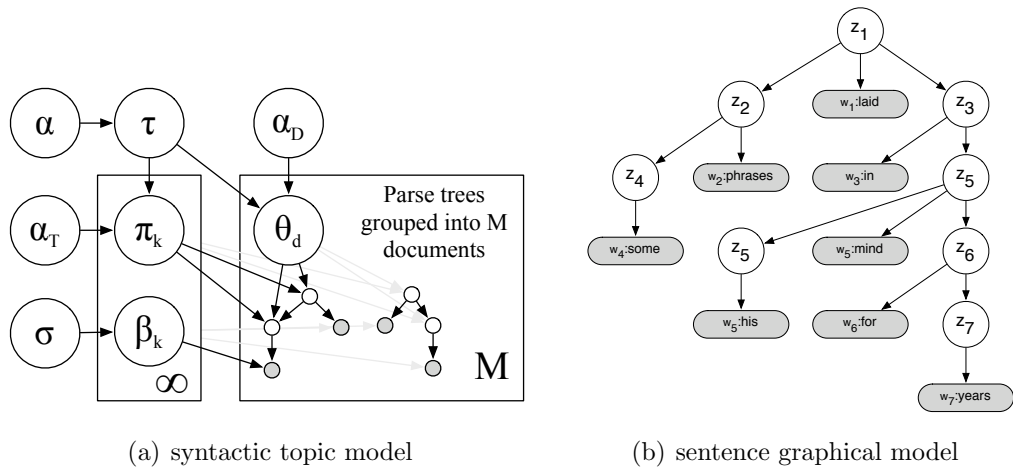 α
τ
α_D
α_T
π_k
θ_d
Parse trees
grouped into M
documents
σ
β_k
∞
M
(a) syntactic topic model
z_1
z_2
w_1:laid
z_3
z_4
w_2:phrases
w_3:in
z_5
w_4:some
z_5
w_5:mind
z_6
w_5:his
w_6:for
z_7
w_7:years
(b) sentence graphical model